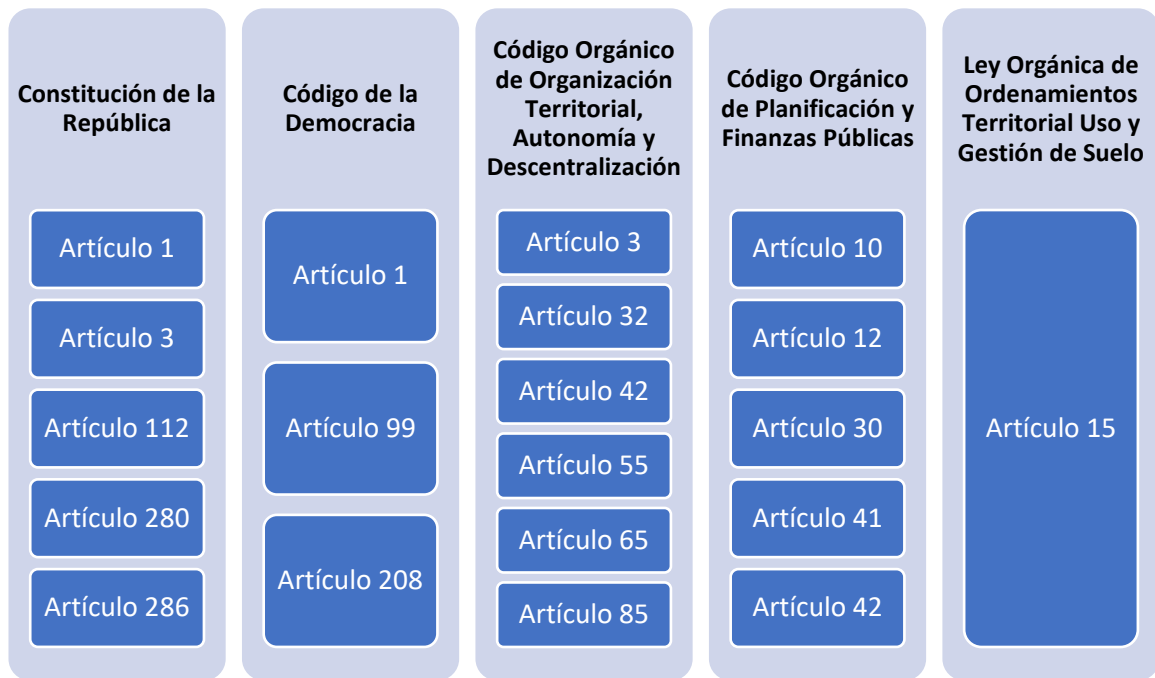 Constitución de la
República
Artículo 1
Artículo 3
Artículo 112
Artículo 280
Artículo 286
Código de la
Democracia
Artículo 1
Artículo 99
Artículo 208
Código Orgánico
de Organización
Territorial,
Autonomía y
Descentralización
Artículo 3
Artículo 32
Artículo 42
Artículo 55
Artículo 65
Artículo 85
Código Orgánico
de Planificación y
Finanzas Públicas
Artículo 10
Artículo 12
Artículo 30
Artículo 41
Artículo 42
Ley Orgánica de
Ordenamientos
Territorial Uso y
Gestión de Suelo
Artículo 15